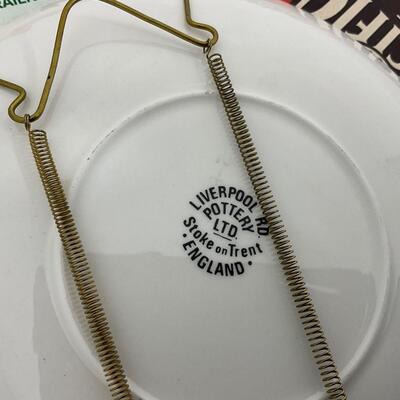 LIVERPOOL RD.
POTTERY
LTD.
Stoke on Trent
• ENGLAND •